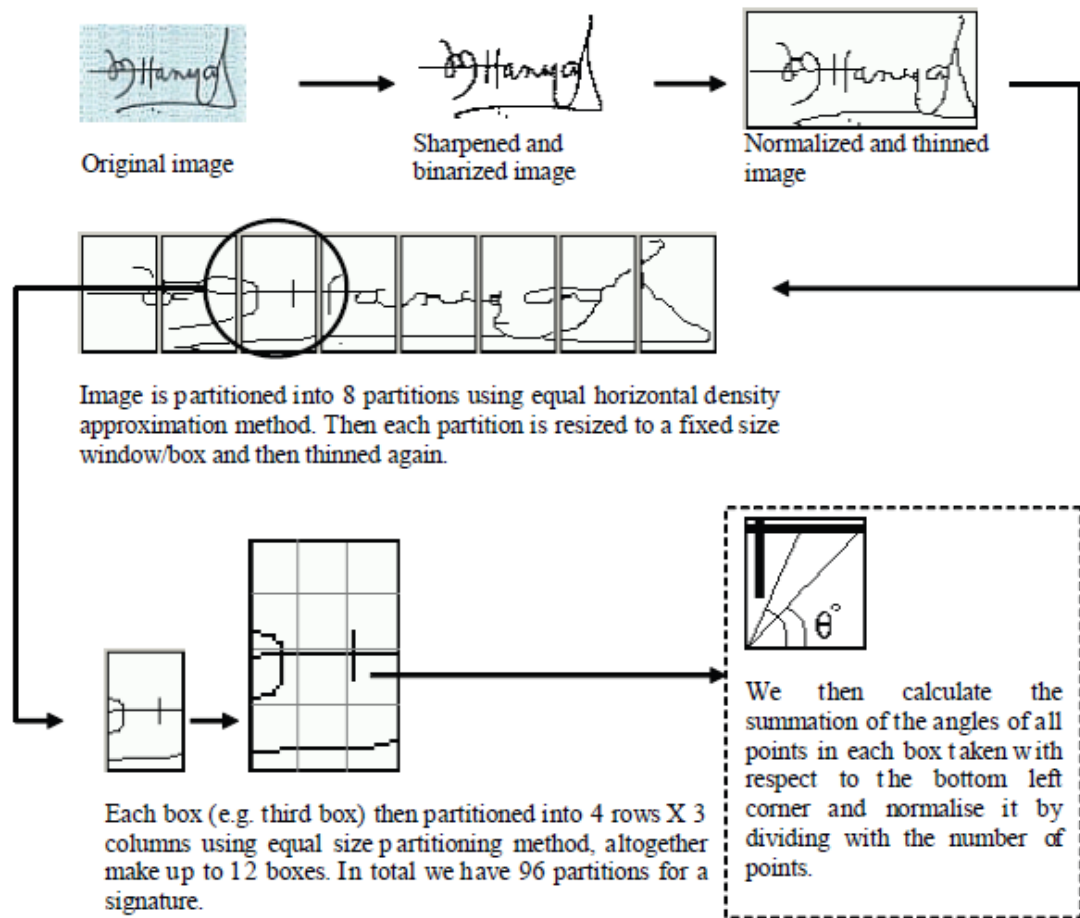 Original image
Sharpened and
binarized image
Normalized and thinned
image
Image is partitioned into 8 partitions using equal horizontal density
approximation method. Then each partition is resized to a fixed size
window/box and then thinned again.
θ°
Each box (e.g. third box) then partitioned into 4 rows X 3
columns using equal size partitioning method, altogether
make up to 12 boxes. In total we have 96 partitions for a
signature.
We then calculate the
summation of the angles of all
points in each box taken with
respect to the bottom left
corner and normalise it by
dividing with the number of
points.